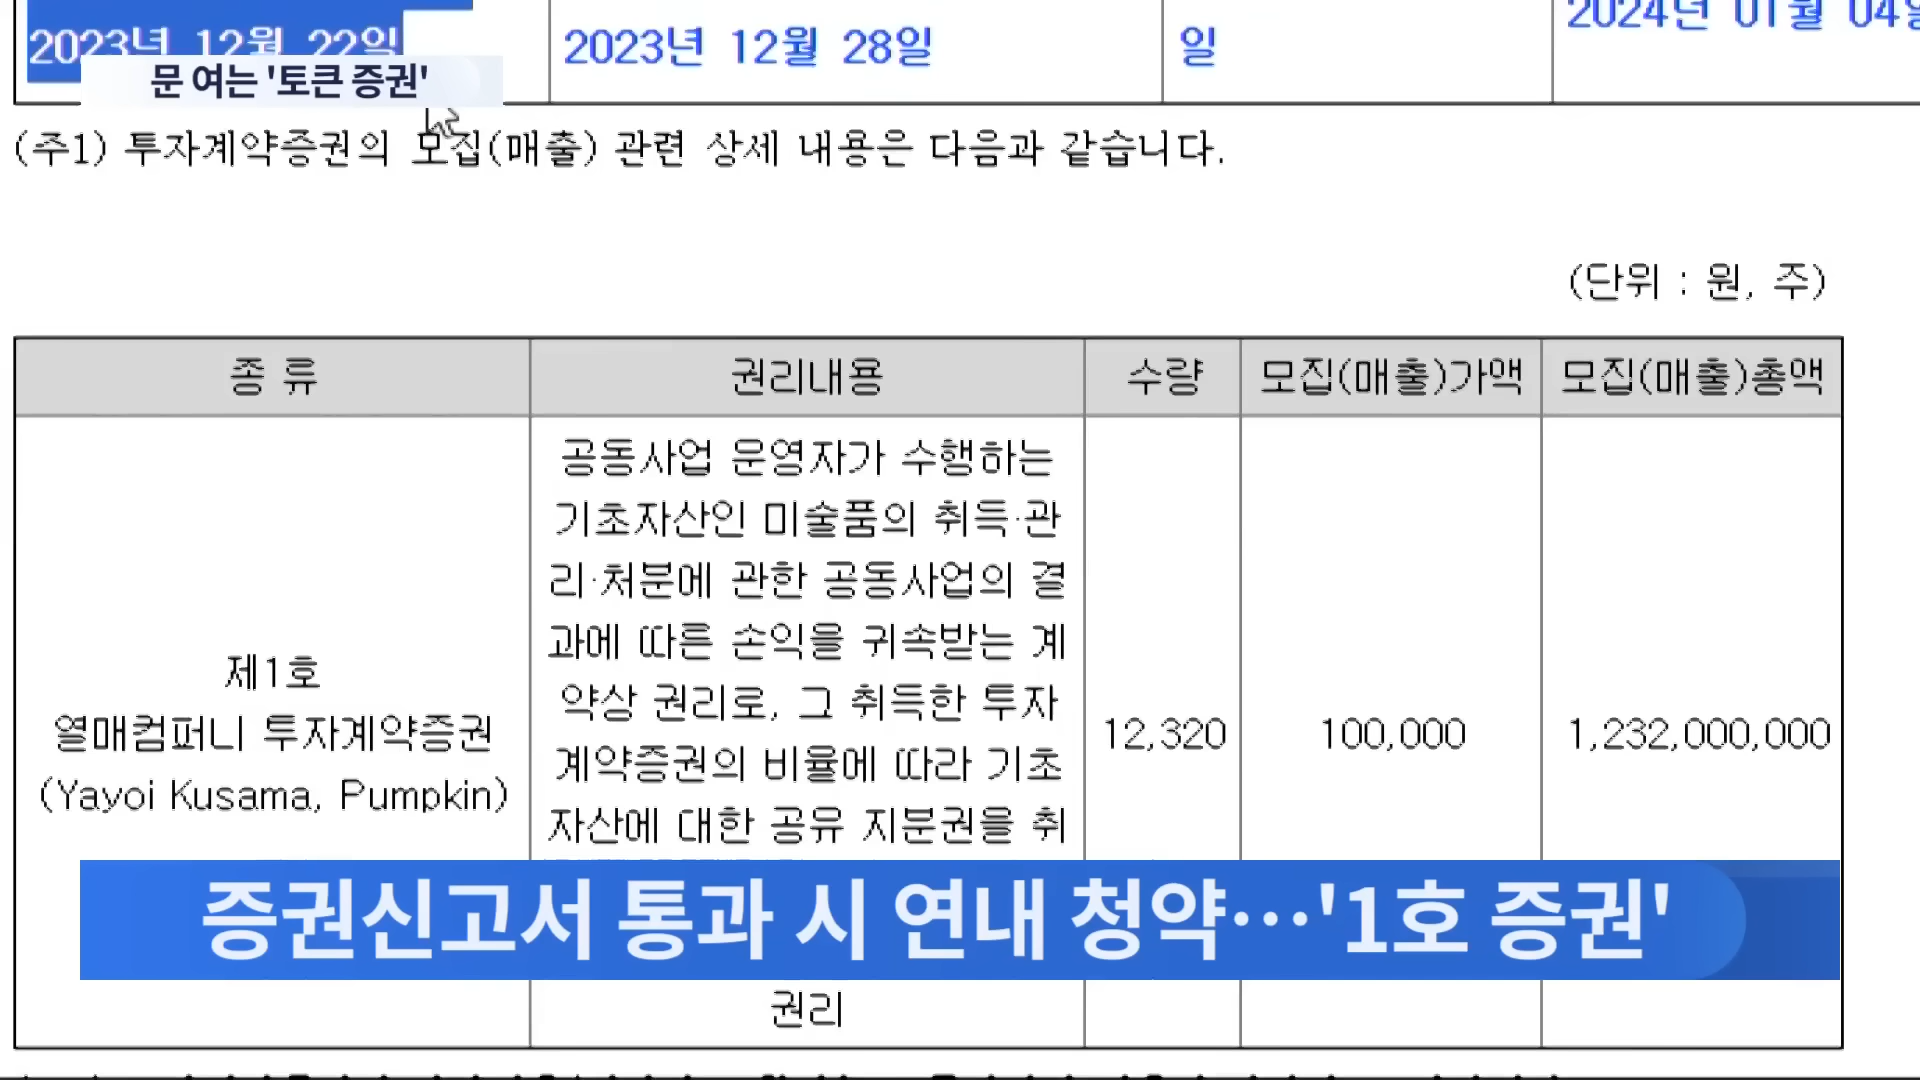 2024년 01월 04일
2023년 12월 22일
2023년 12월 28일
일
문 여는 '토큰 증권'
(주1) 투자계약증권의 모집(매출) 관련 상세 내용은 다음과 같습니다.
(단위 : 원, 주)
종 류
권리내용
수량
모집(매출)가액
모집(매출)총액
제1호
열매컴퍼니 투자계약증권
(Yayoi Kusama, Pumpkin)
공동사업 운영자가 수행하는
기초자산인 미술품의 취득·관
리·처분에 관한 공동사업의 결
과에 따른 손익을 귀속받는 계
약상 권리로, 그 취득한 투자
계약증권의 비율에 따라 기초
자산에 대한 공유 지분권을 취
권리
12,320
100,000
1,232,000,000
증권신고서 통과 시 연내 청약…'1호 증권'